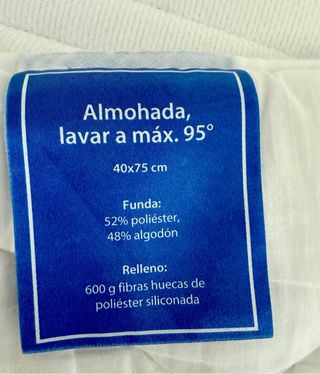 Almohada,
lavar a máx. 95°
40x75 cm
Funda:
52% poliéster,
48% algodón
Relleno:
600 g fibras huecas de
poliéster siliconada